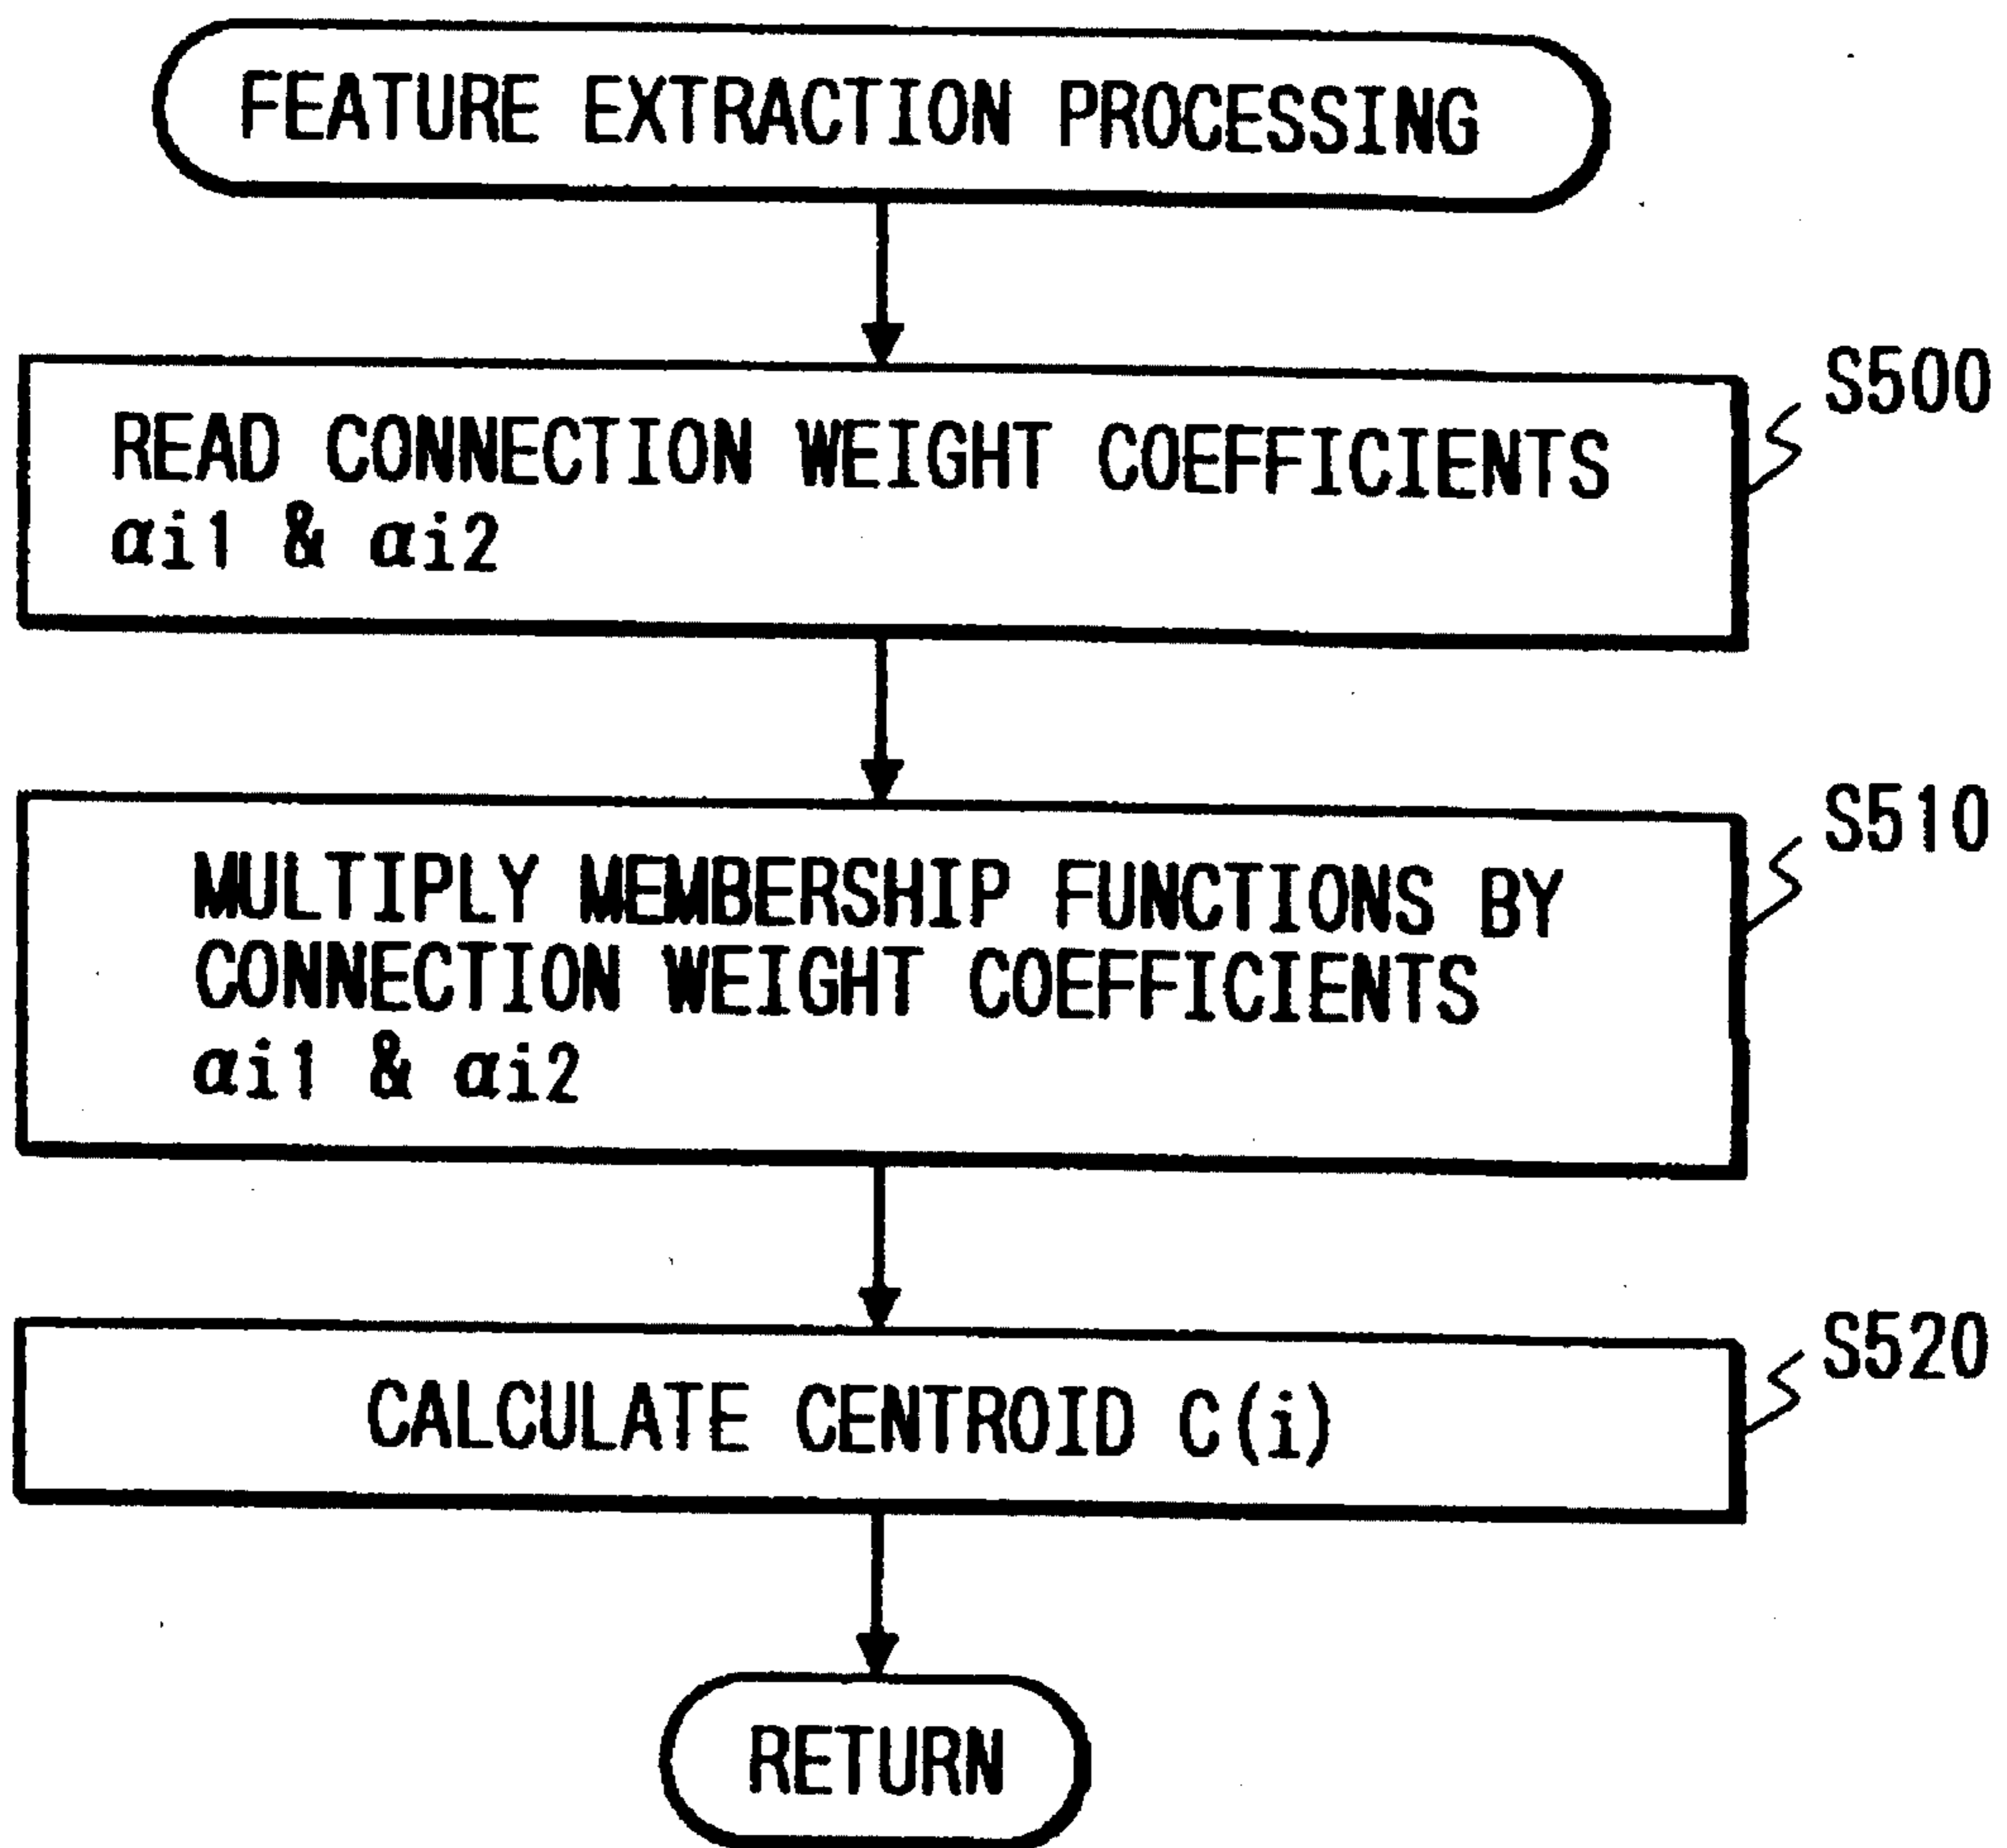 FEATURE EXTRACTION PROCESSING
S500
READ CONNECTION WEIGHT COEFFICIENTS
αi1 & αi2
S510
MULTIPLY MEMBERSHIP FUNCTIONS BY
CONNECTION WEIGHT COEFFICIENTS
αi1 & αi2
S520
CALCULATE CENTROID C(i)
RETURN